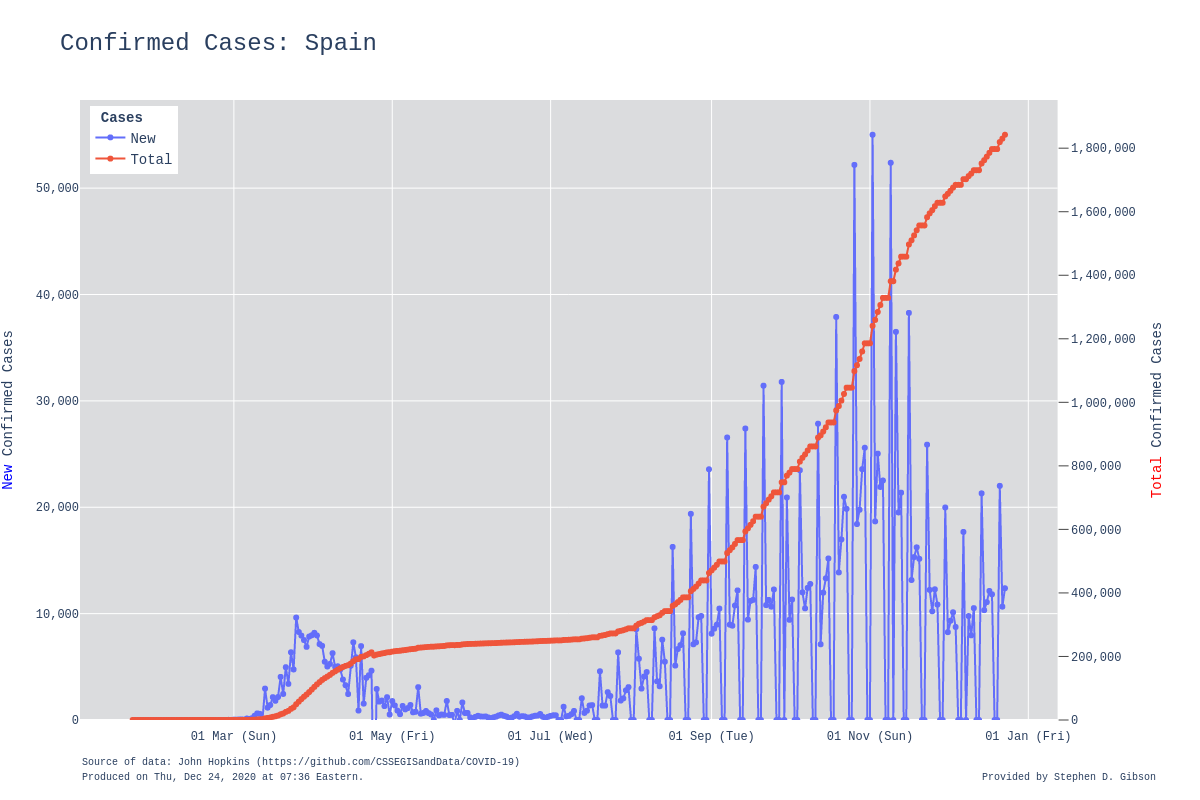 Confirmed Cases: Spain
Cases
New
Total
50,000
40,000
30,000
20,000
10,000
0
New Confirmed Cases
1,800,000
1,600,000
1,400,000
1,200,000
1,000,000
800,000
600,000
400,000
200,000
0
Total Confirmed Cases
01 Mar (Sun) 01 May (Fri) 01 Jul (Wed) 01 Sep (Tue) 01 Nov (Sun) 01 Jan (Fri)
Source of data: John Hopkins (https://github.com/CSSEGISandData/COVID-19)
Produced on Thu, Dec 24, 2020 at 07:36 Eastern.
Provided by Stephen D. Gibson